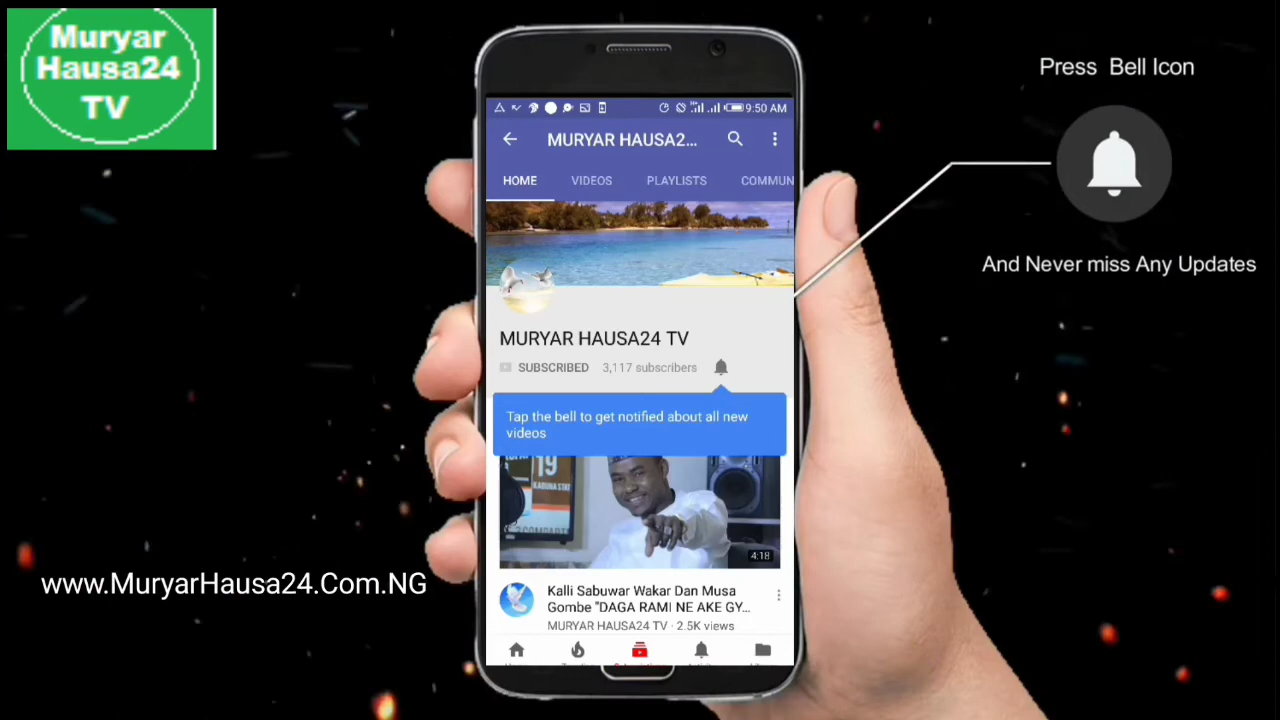 Muryar
Hausa24
TV
Press Bell Icon
And Never miss Any Updates
9:50 AM
MURYAR HAUSA2...
HOME VIDEOS PLAYLISTS COMMUN
MURYAR HAUSA24 TV
SUBSCRIBED 3,117 subscribers
Tap the bell to get notified about all new
videos
19
KADUNA STAT
4:18
Kalli Sabuwar Wakar Dan Musa
Gombe "DAGA RAMI NE AKE GY...
MURYAR HAUSA24 TV · 2.5K views
www.MuryarHausa24.Com.NG